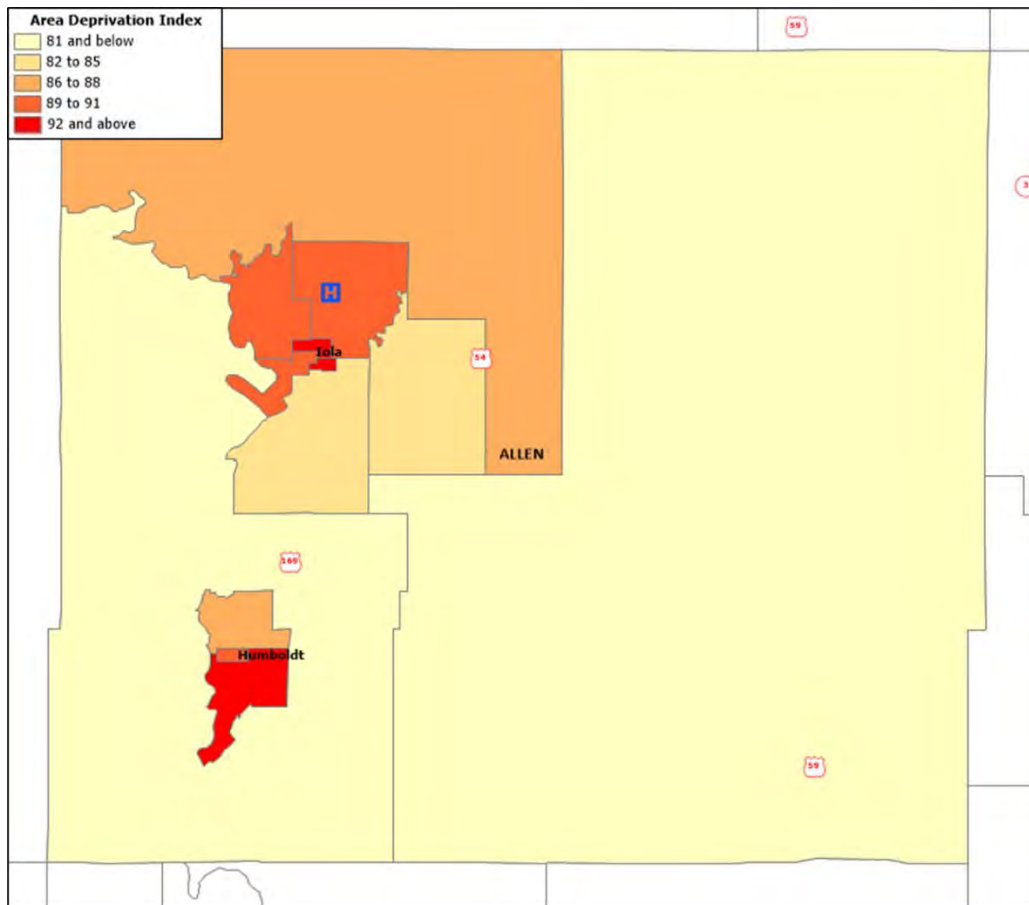 Area Deprivation Index
81 and below
82 to 85
86 to 88
89 to 91
92 and above
59
3
H
Iola
54
ALLEN
169
Humboldt
59